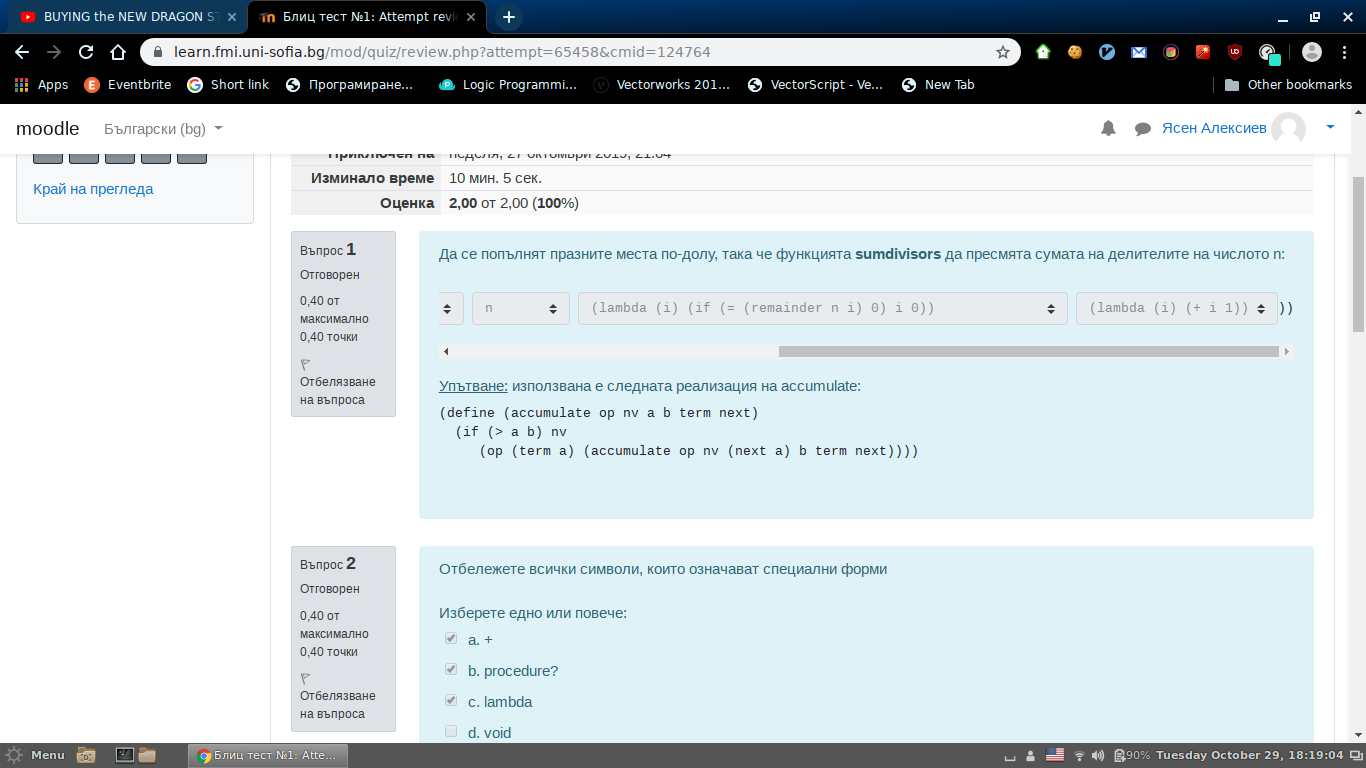 BUYING the NEW DRAGON ST
Блиц тест №1: Attempt revie
learn.fmi.uni-sofia.bg/mod/quiz/review.php?attempt=65458&cmid=124764
Apps
Eventbrite
Short link
Програмиране...
Logic Programmi...
Vectorworks 201...
VectorScript - Ve...
New Tab
Other bookmarks
moodle
Български (bg)
Ясен Алексиев
Край на прегледа
Приключен на неделя, 27 октомври 2019, 21:04
Изминало време 10 мин. 5 сек.
Оценка 2,00 от 2,00 (100%)
Въпрос 1
Отговорен
0,40 от
максимално
0,40 точки
Отбелязване
на въпроса
Да се попълнят празните места по-долу, така че функцията sumdivisors да пресмята сумата на делителите на числото n:
n (lambda (i) (if (= (remainder n i) 0) i 0)) (lambda (i) (+ i 1)) ))
Упътване: използвана е следната реализация на accumulate:
(define (accumulate op nv a b term next)
(if (> a b) nv
(op (term a) (accumulate op nv (next a) b term next))))
Въпрос 2
Отговорен
0,40 от
максимално
0,40 точки
Отбелязване
на въпроса
Отбележете всички символи, които означават специални форми
Изберете едно или повече:
a. +
b. procedure?
c. lambda
d. void
Menu
Блиц тест №1: Atte...
90%
Tuesday October 29, 18:19:04